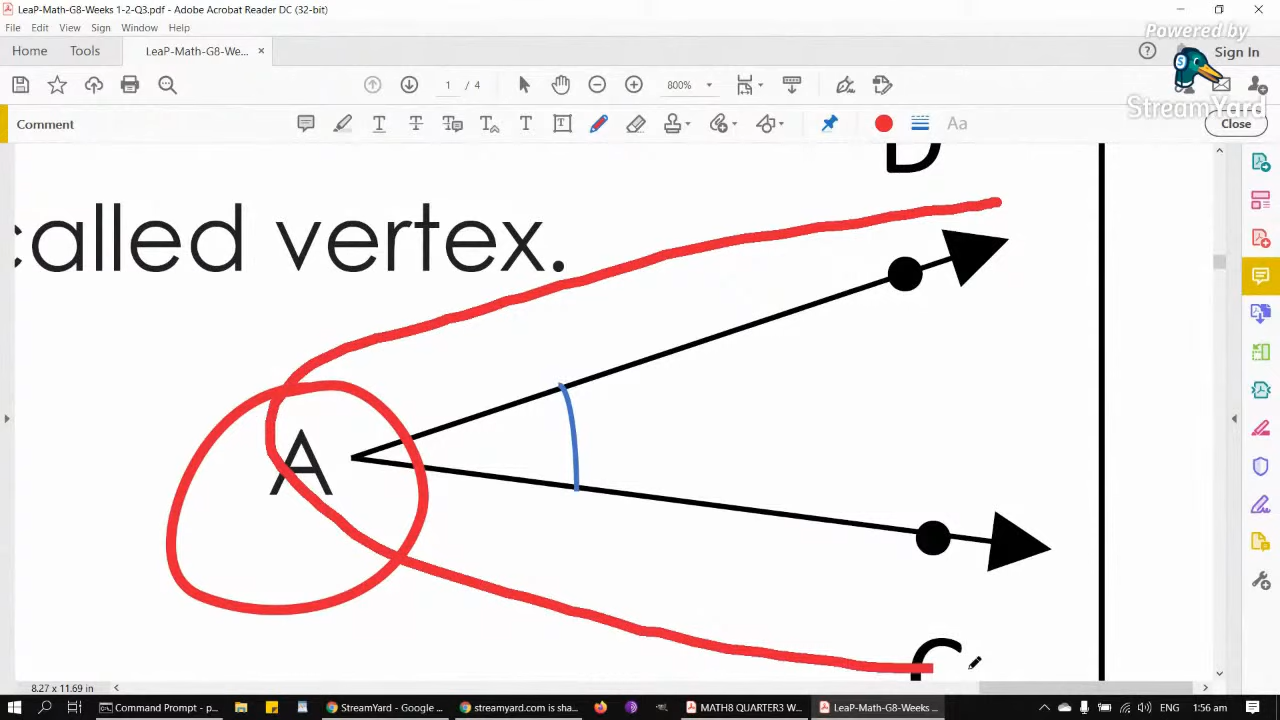 LeaP-Math-G8-Weeks 1-2-Q3.pdf - Adobe Acrobat Reader DC (32-bit)
File Edit View Sign Window Help
Powered by
StreamYard
Home Tools LeaP-Math-G8-We... × Sign In
1 / 4 800%
Comment Aa Close
D
called vertex.
A
C
8.27 x 11.69 in
Command Prompt - p... StreamYard - Google ... streamyard.com is sha... MATH8 QUARTER3 W... LeaP-Math-G8-Weeks ... 1:56 am